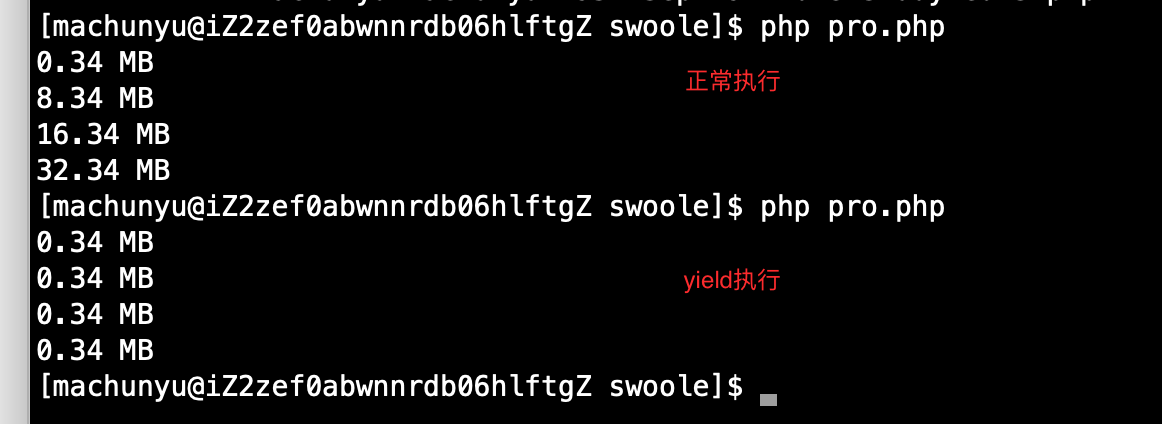 [machunyu@iZ2zef0abwnnrdb06hlftgZ swoole]$ php pro.php
0.34 MB
正常执行
8.34 MB
16.34 MB
32.34 MB
[machunyu@iZ2zef0abwnnrdb06hlftgZ swoole]$ php pro.php
0.34 MB
0.34 MB
yield执行
0.34 MB
0.34 MB
[machunyu@iZ2zef0abwnnrdb06hlftgZ swoole]$